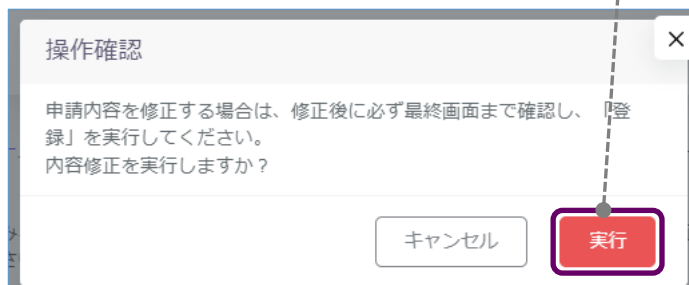 操作確認
×
申請内容を修正する場合は、修正後に必ず最終画面まで確認し、「登
録」を実行してください。
内容修正を実行しますか？
キャンセル
実行